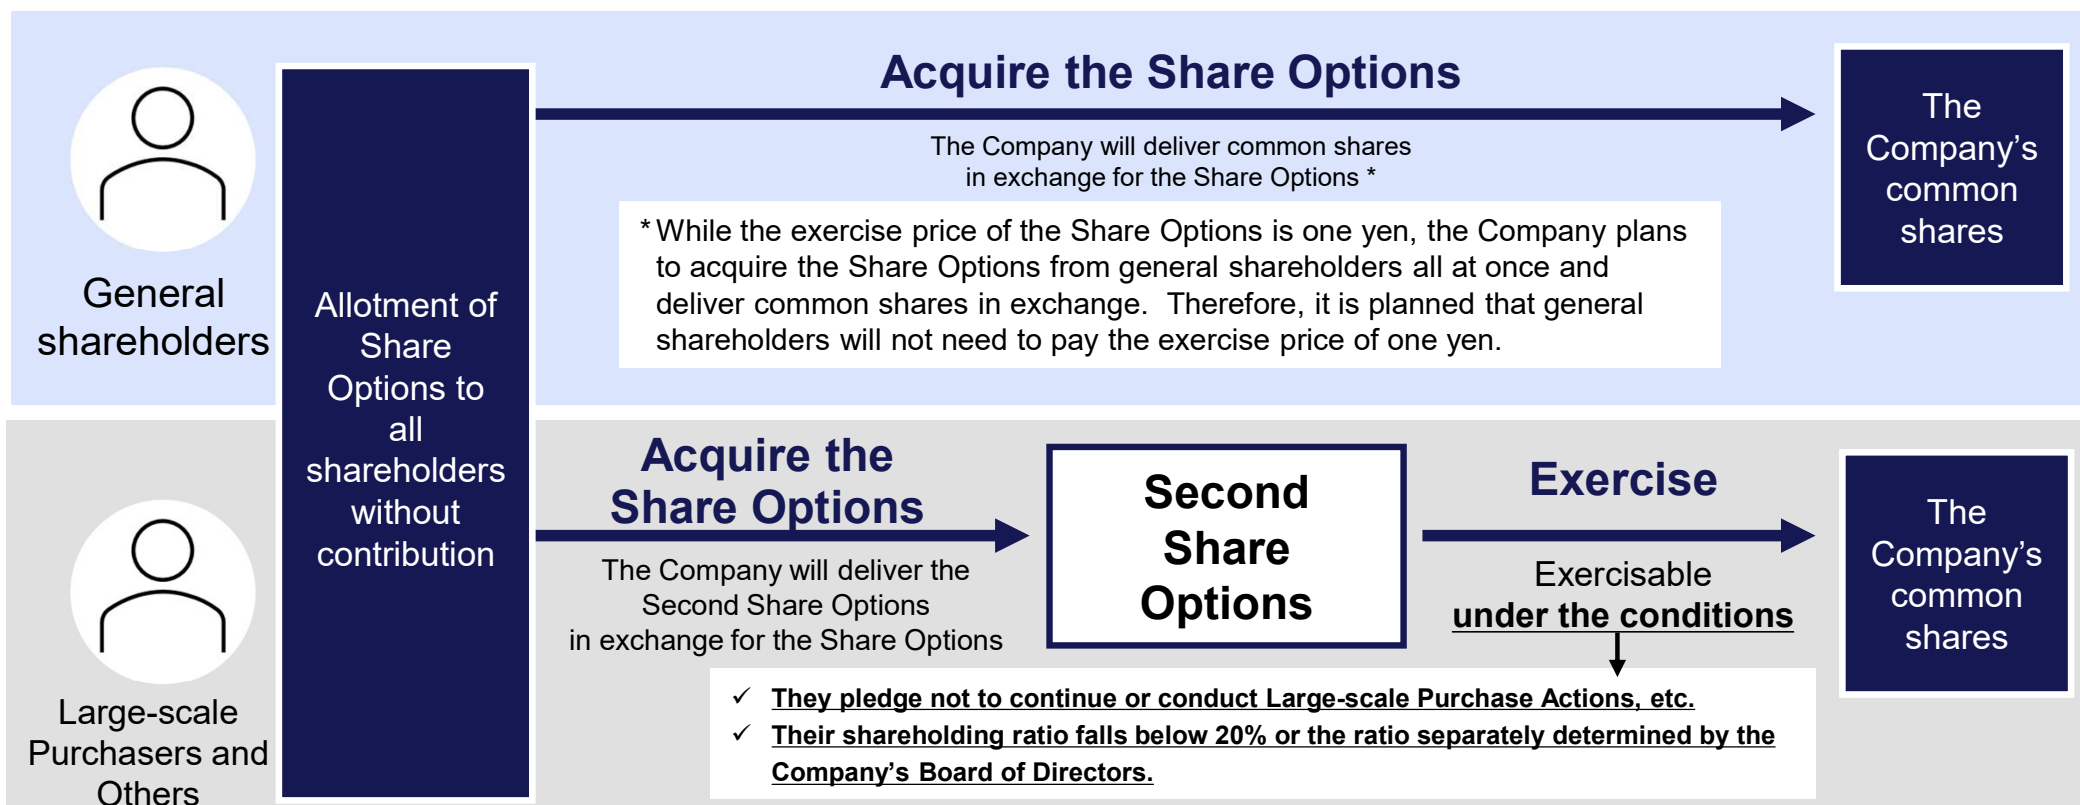 General
shareholders
Allotment of
Share
Options to
all
shareholders
without
contribution
Acquire the Share Options
The Company will deliver common shares
in exchange for the Share Options *
* While the exercise price of the Share Options is one yen, the Company plans
to acquire the Share Options from general shareholders all at once and
deliver common shares in exchange.  Therefore, it is planned that general
shareholders will not need to pay the exercise price of one yen.
The
Company’s
common
shares
Large-scale
Purchasers and
Others
Acquire the
Share Options
The Company will deliver the
Second Share Options
in exchange for the Share Options
Second
Share
Options
Exercise
Exercisable
under the conditions
✓ They pledge not to continue or conduct Large-scale Purchase Actions, etc.
✓ Their shareholding ratio falls below 20% or the ratio separately determined by the
Company’s Board of Directors.
The
Company’s
common
shares